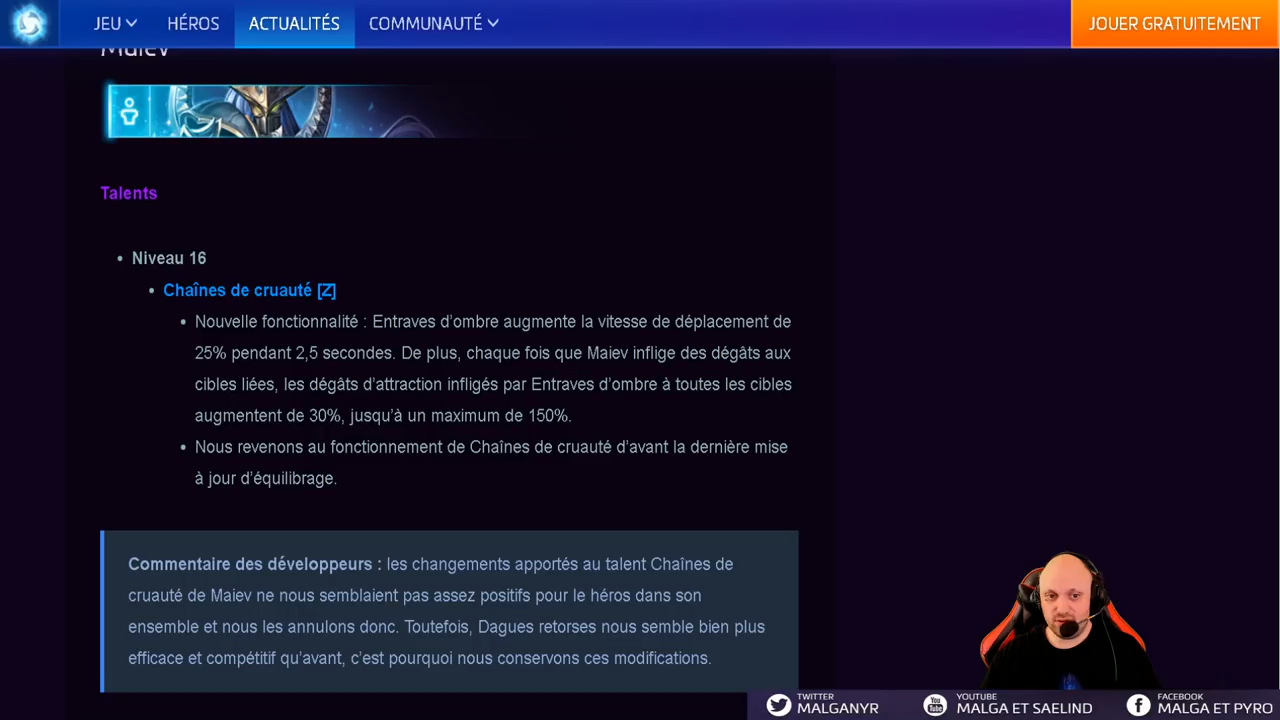 JEU HÉROS ACTUALITÉS COMMUNAUTÉ JOUER GRATUITEMENT
Maiev
Talents
• Niveau 16
• Chaînes de cruauté [Z]
• Nouvelle fonctionnalité : Entraves d’ombre augmente la vitesse de déplacement de
25% pendant 2,5 secondes. De plus, chaque fois que Maiev inflige des dégâts aux
cibles liées, les dégâts d’attraction infligés par Entraves d’ombre à toutes les cibles
augmentent de 30%, jusqu’à un maximum de 150%.
• Nous revenons au fonctionnement de Chaînes de cruauté d’avant la dernière mise
à jour d’équilibrage.
Commentaire des développeurs : les changements apportés au talent Chaînes de
cruauté de Maiev ne nous semblaient pas assez positifs pour le héros dans son
ensemble et nous les annulons donc. Toutefois, Dagues retorses nous semble bien plus
efficace et compétitif qu’avant, c’est pourquoi nous conservons ces modifications.
TWITTER
MALGANYR
YOUTUBE
MALGA ET SAELIND
FACEBOOK
MALGA ET PYRO